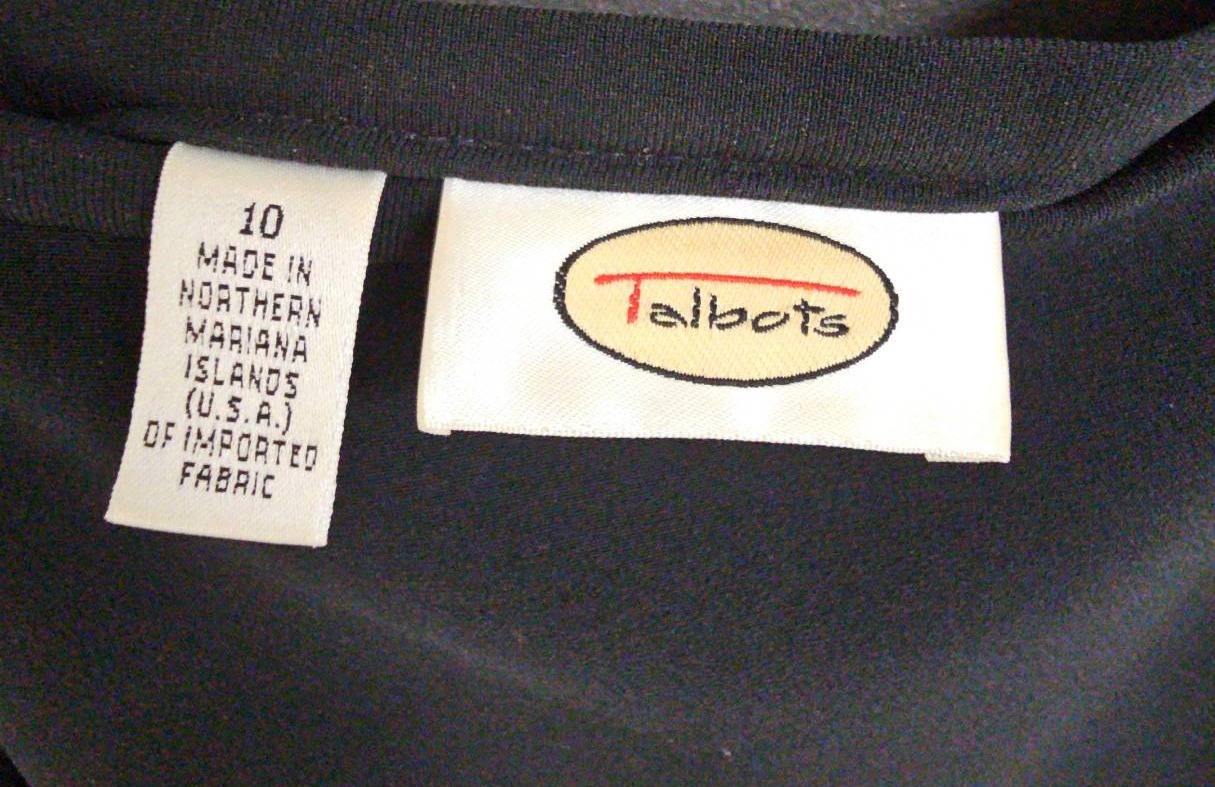 10
MADE IN
NORTHERN
MARIANA
ISLANDS
(U.S.A.)
OF IMPORTED
FABRIC
Talbots